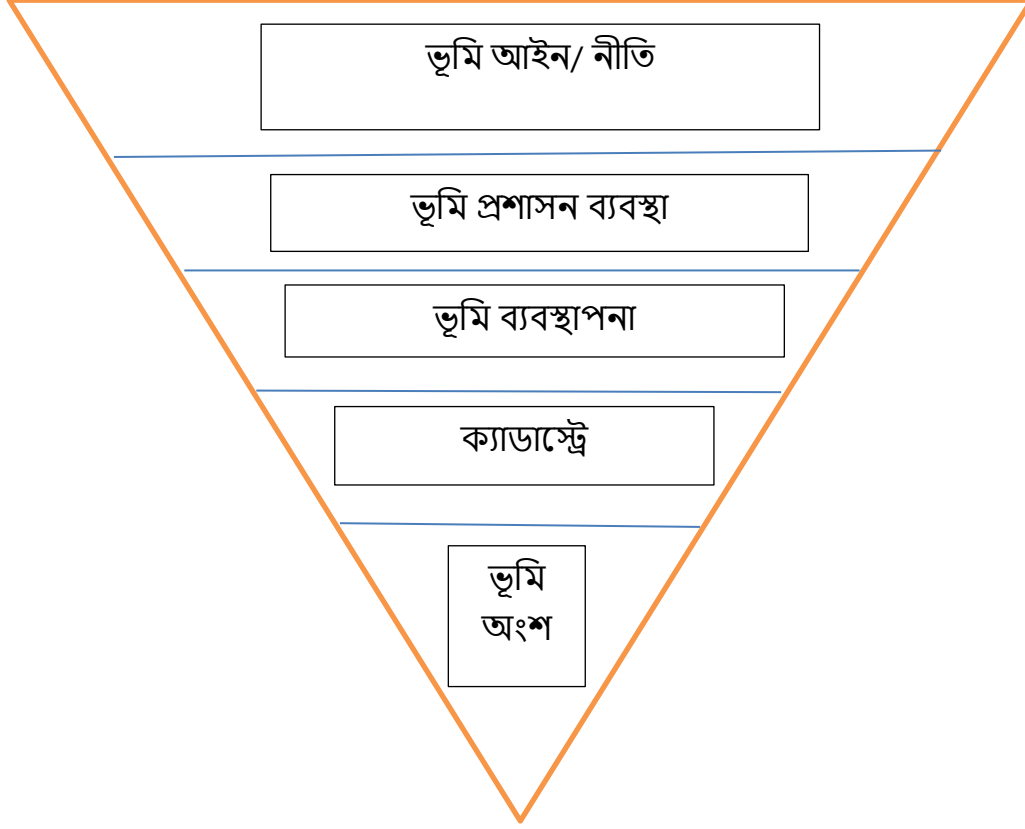 ভূমি আইন/ নীতি
ভূমি প্রশাসন ব্যবস্থা
ভূমি ব্যবস্থাপনা
ক্যাডাস্ট্রে
ভূমি
অংশ